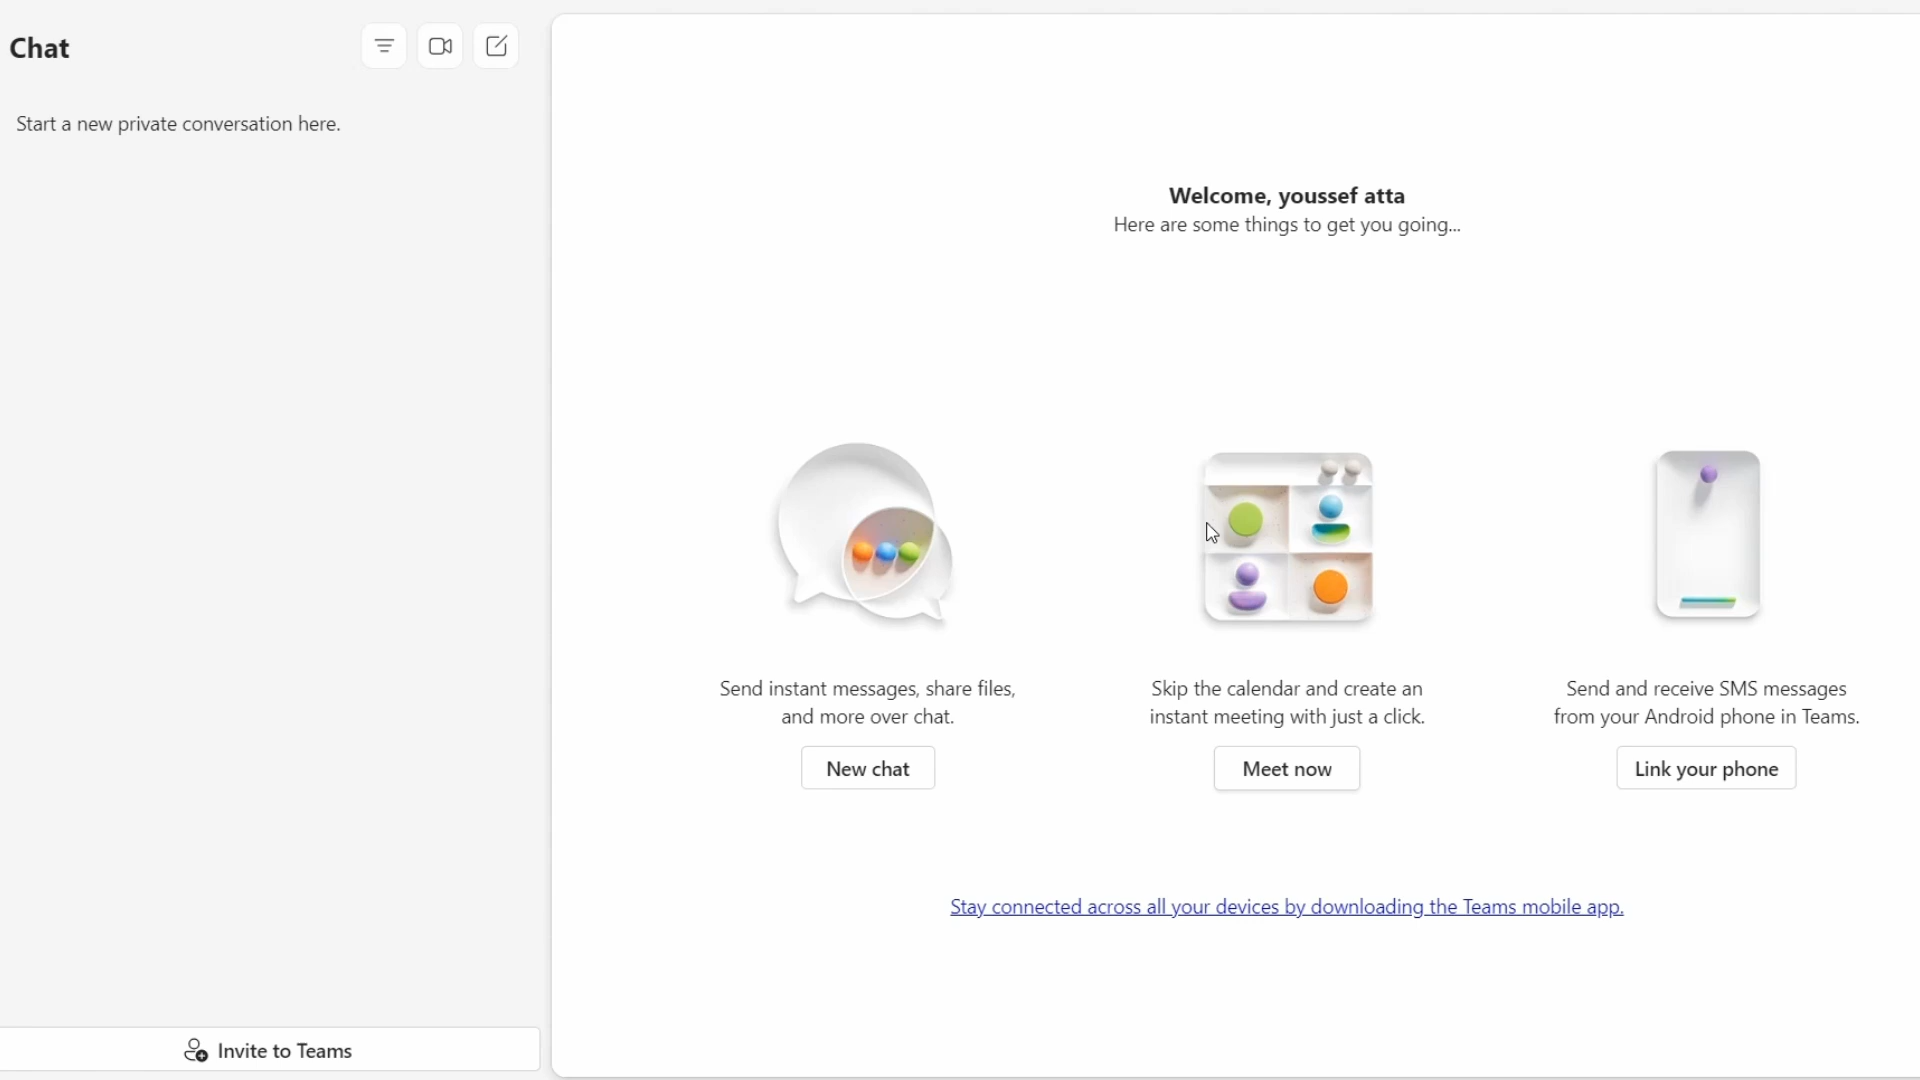 Chat
Start a new private conversation here.
Welcome, youssef atta
Here are some things to get you going...
Send instant messages, share files,
and more over chat.
New chat
Skip the calendar and create an
instant meeting with just a click.
Meet now
Send and receive SMS messages
from your Android phone in Teams.
Link your phone
Stay connected across all your devices by downloading the Teams mobile app.
Invite to Teams